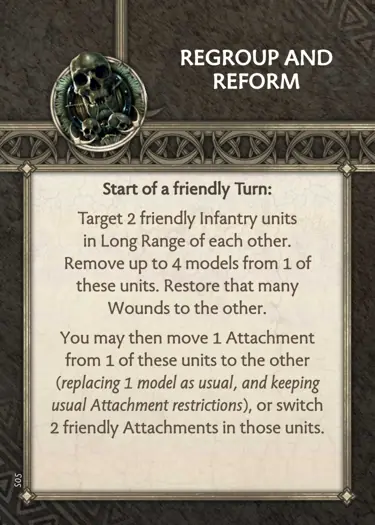 REGROUP AND
REFORM
Start of a friendly Turn:
Target 2 friendly Infantry units
in Long Range of each other.
Remove up to 4 models from 1 of
these units. Restore that many
Wounds to the other.
You may then move 1 Attachment
from 1 of these units to the other
(replacing 1 model as usual, and keeping
usual Attachment restrictions), or switch
2 friendly Attachments in those units.
S05